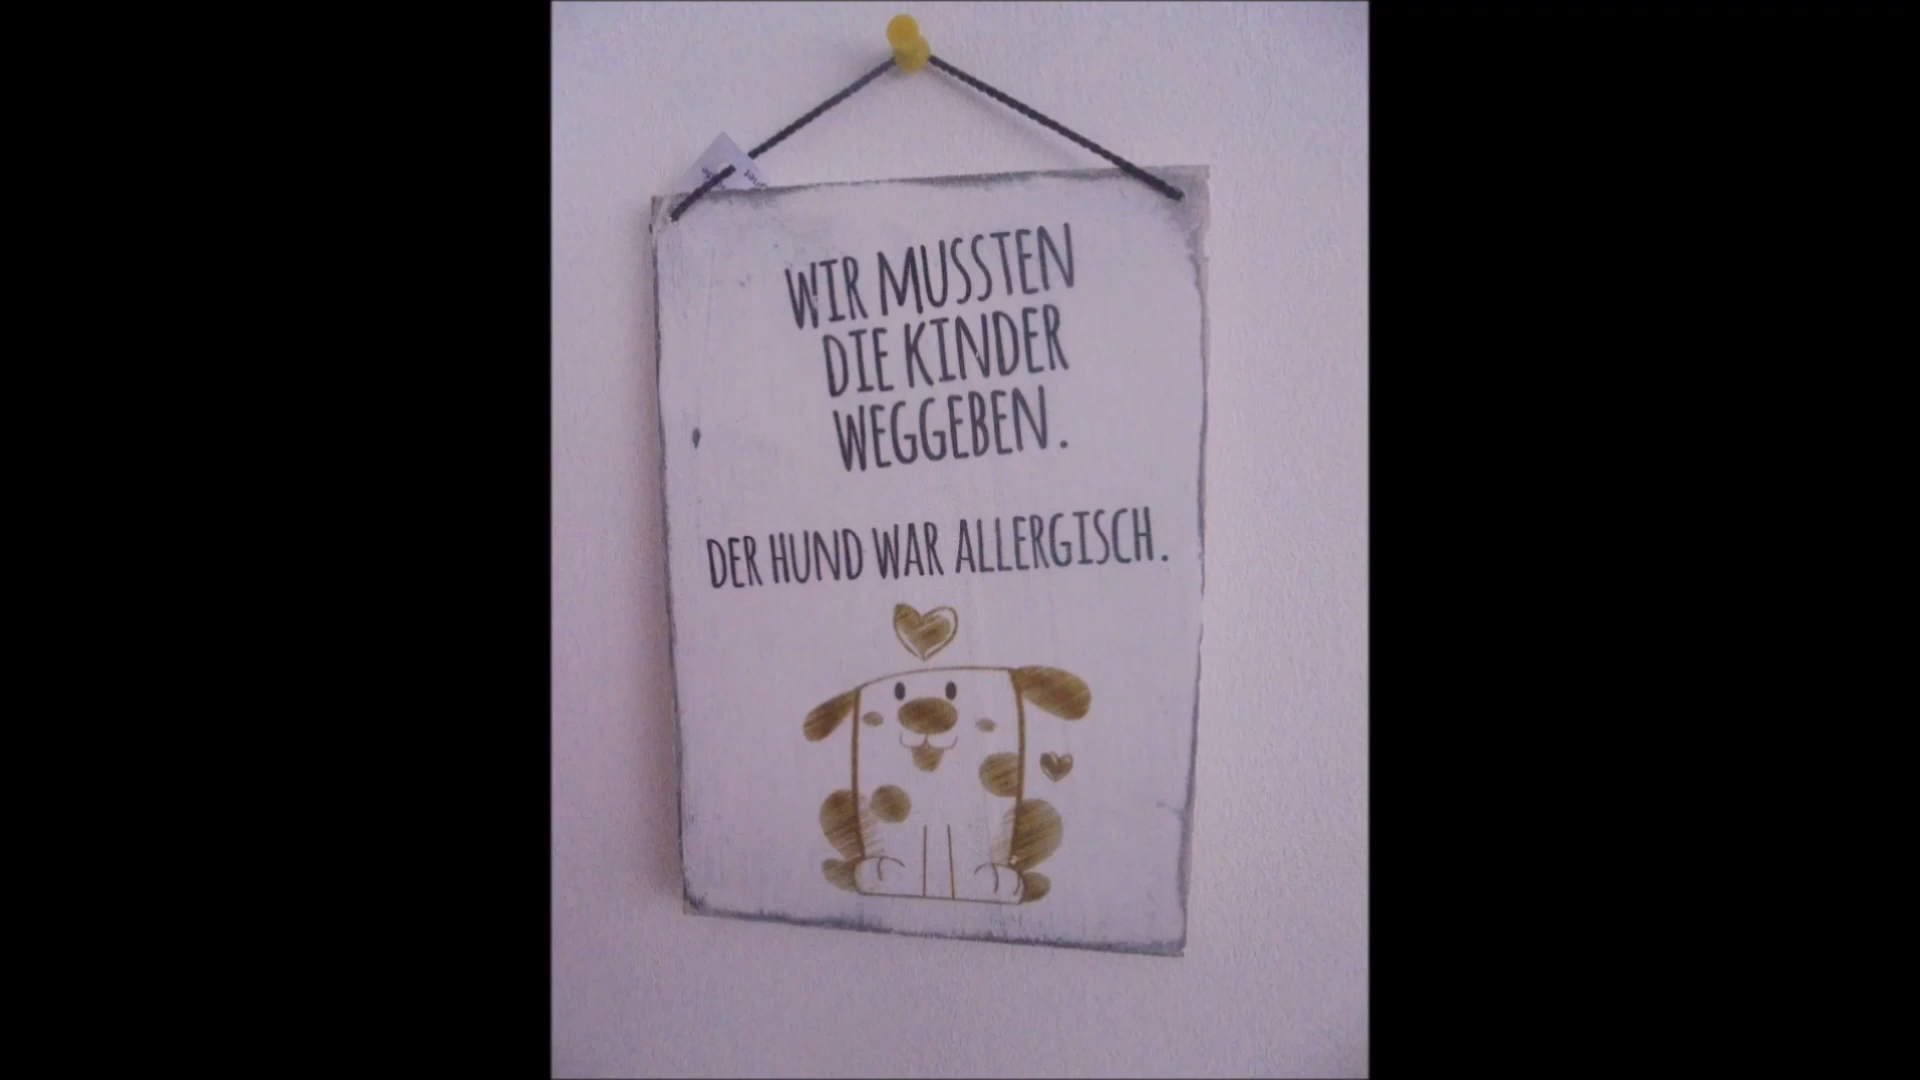 WIR MUSSTEN
DIE KINDER
WEGGEBEN.
DER HUND WAR ALLERGISCH.